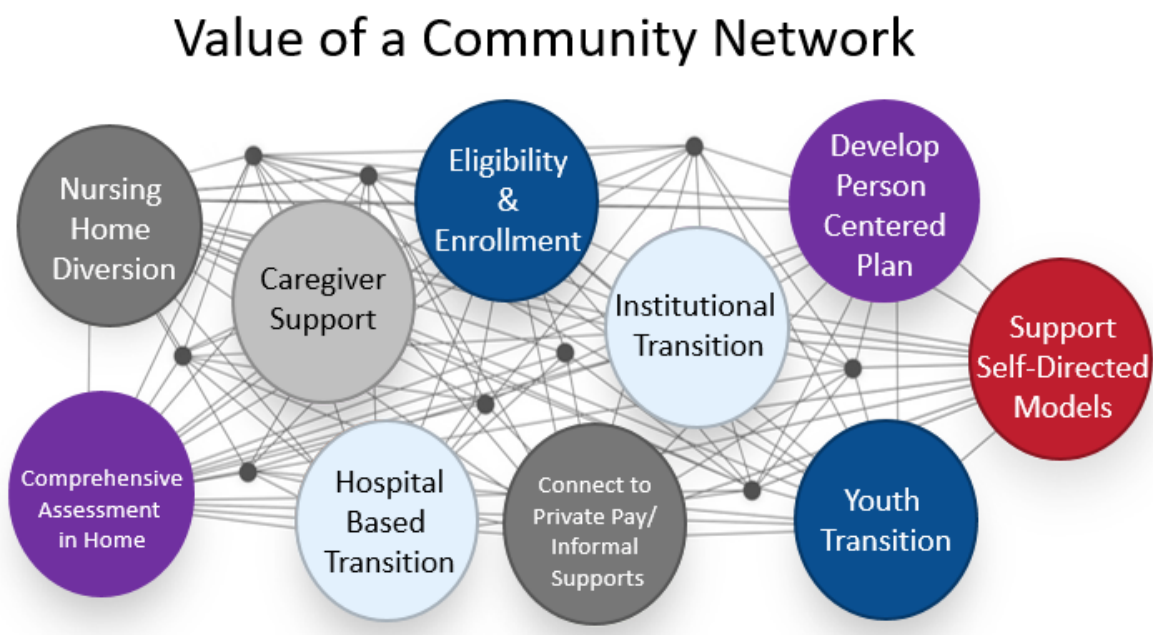 Value of a Community Network
Nursing
Home
Diversion
Caregiver
Support
Eligibility
&
Enrollment
Institutional
Transition
Develop
Person
Centered
Plan
Support
Self-Directed
Models
Comprehensive
Assessment
in Home
Hospital
Based
Transition
Connect to
Private Pay/
Informal
Supports
Youth
Transition